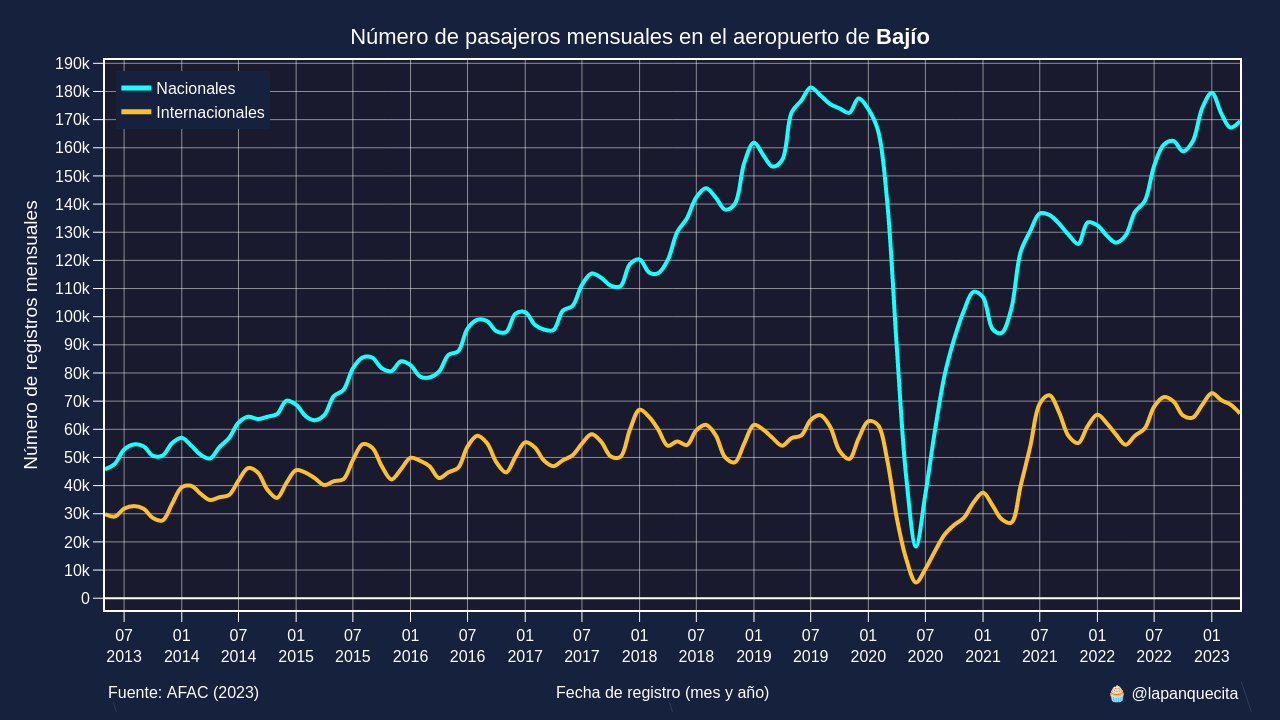 Número de pasajeros mensuales en el aeropuerto de Bajío
Nacionales
Internacionales
Número de registros mensuales
190k
180k
170k
160k
150k
140k
130k
120k
110k
100k
90k
80k
70k
60k
50k
40k
30k
20k
10k
0
07 01 07 01 07 01 07 01 07 01 07 01 07 01 07 01 07 01 07 01
2013 2014 2014 2015 2015 2016 2016 2017 2017 2018 2018 2019 2019 2020 2020 2021 2021 2022 2022 2023
Fuente: AFAC (2023)
Fecha de registro (mes y año)
🧁 @lapanquecita